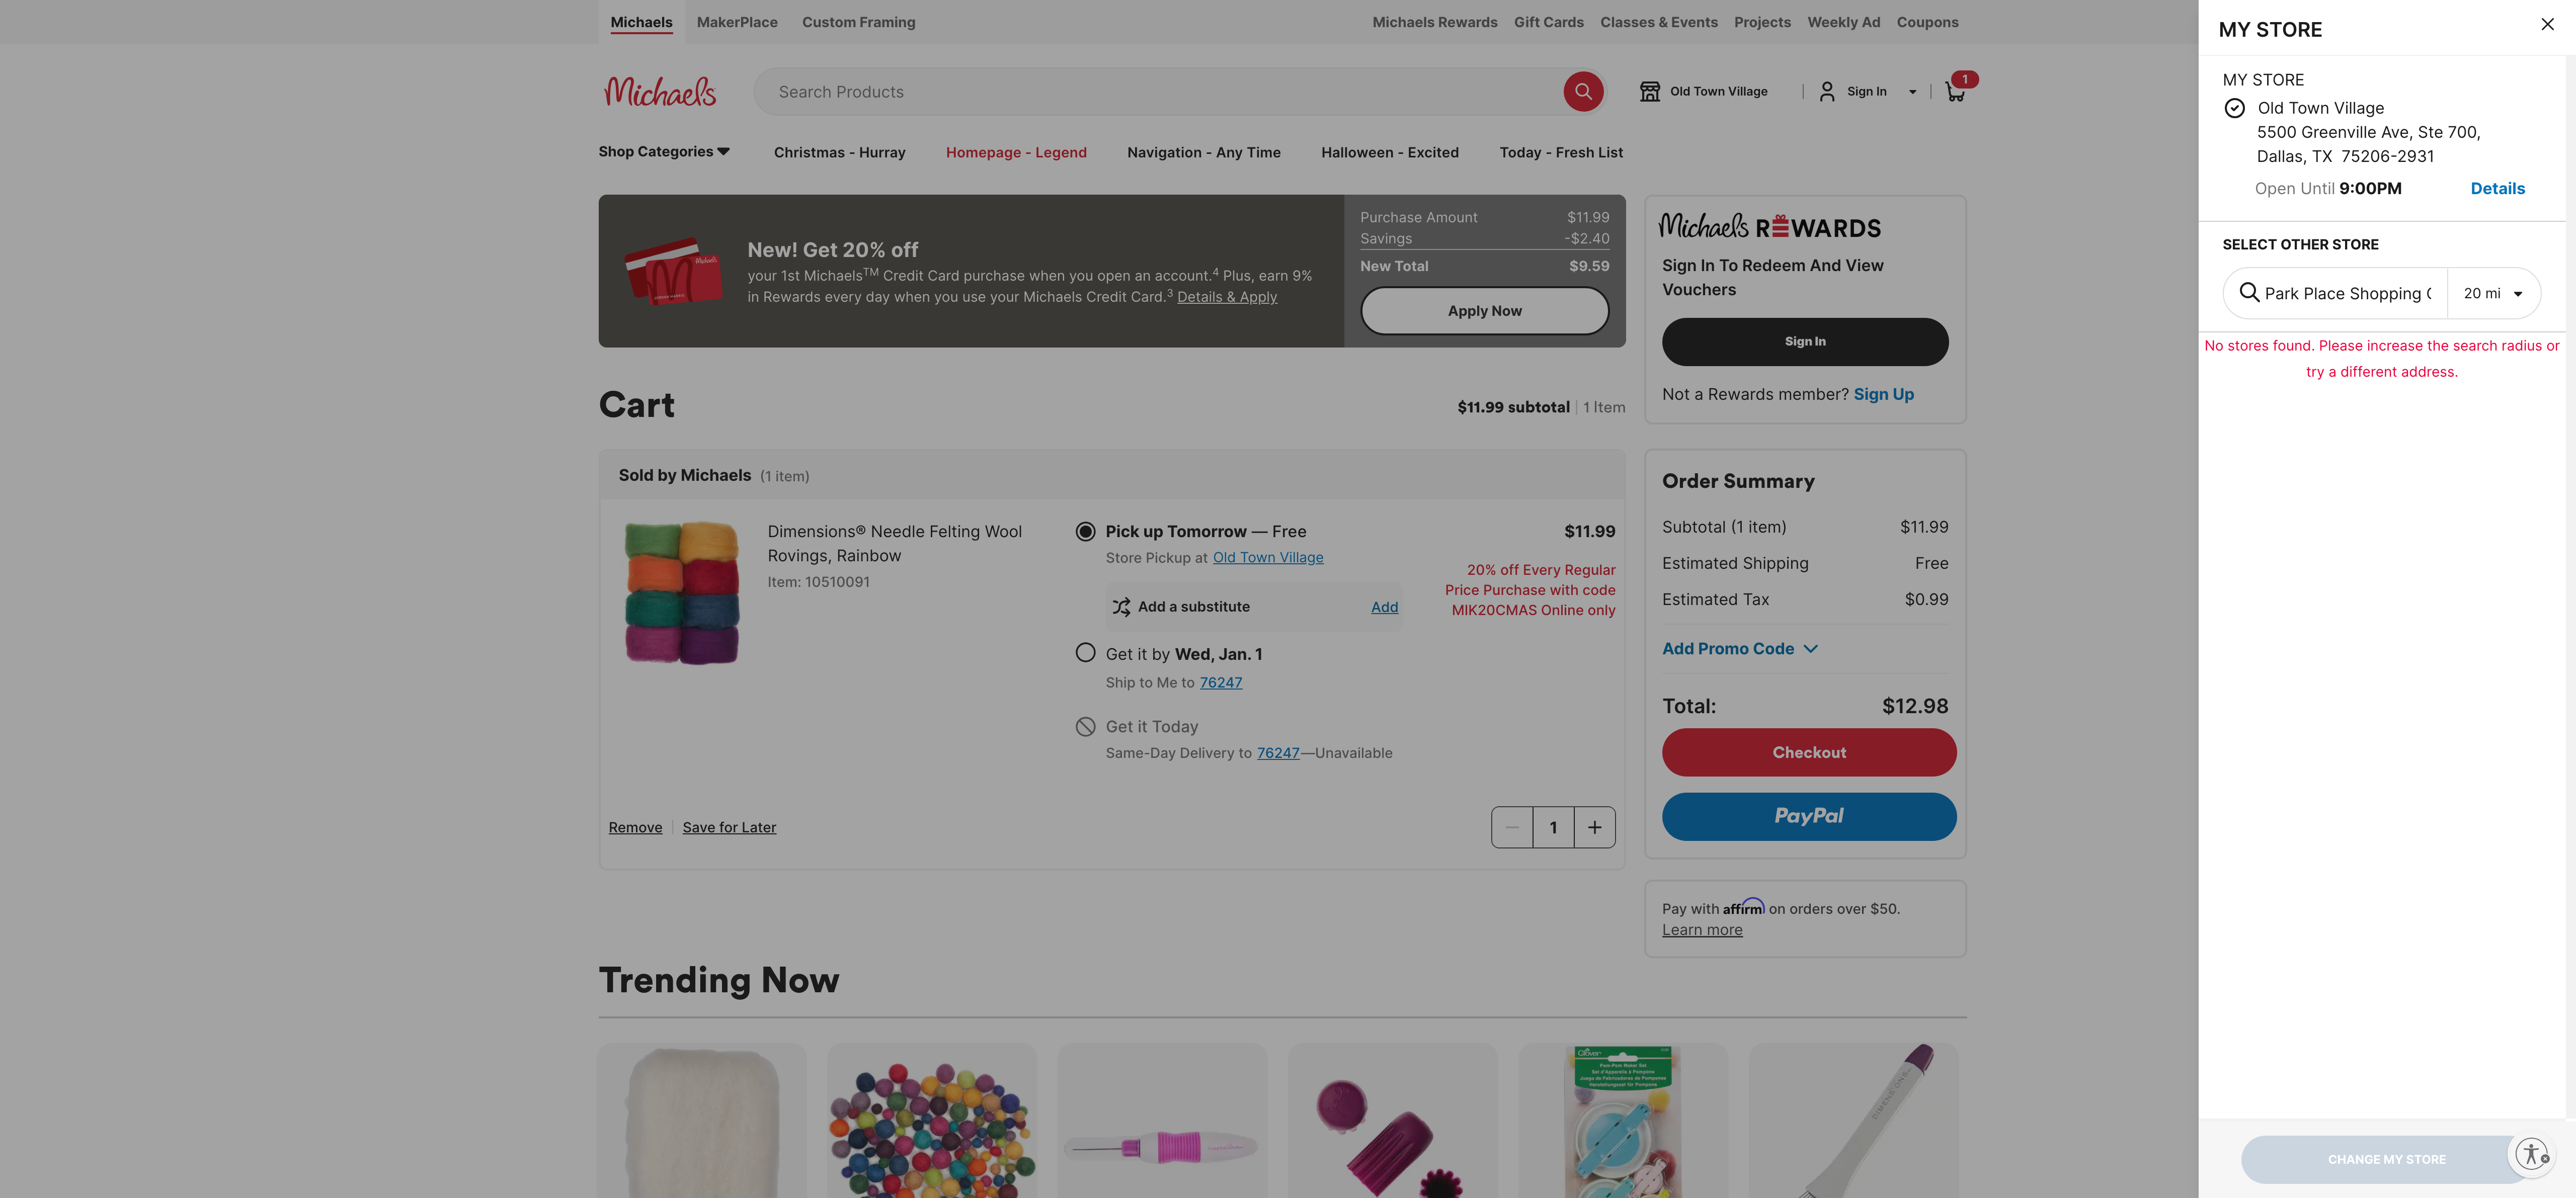 Michaels
MakerPlace
Custom Framing
Michaels Rewards
Gift Cards
Classes & Events
Projects
Weekly Ad
Coupons
Michaels
Search Products
Old Town Village
Sign In
1
Shop Categories
Christmas - Hurray
Homepage - Legend
Navigation - Any Time
Halloween - Excited
Today - Fresh List
New! Get 20% off
your 1st Michaels™ Credit Card purchase when you open an account.⁴ Plus, earn 9%
in Rewards every day when you use your Michaels Credit Card.³ Details & Apply
Purchase Amount $11.99
Savings -$2.40
New Total $9.59
Apply Now
Michaels REWARDS
Sign In To Redeem And View
Vouchers
Sign In
Not a Rewards member? Sign Up
Cart
$11.99 subtotal | 1 Item
Sold by Michaels (1 item)
Dimensions® Needle Felting Wool
Rovings, Rainbow
Item: 10510091
Pick up Tomorrow — Free
Store Pickup at Old Town Village
Add a substitute Add
Get it by Wed, Jan. 1
Ship to Me to 76247
Get it Today
Same-Day Delivery to 76247—Unavailable
$11.99
20% off Every Regular
Price Purchase with code
MIK20CMAS Online only
Remove | Save for Later
1
Order Summary
Subtotal (1 item) $11.99
Estimated Shipping Free
Estimated Tax $0.99
Add Promo Code
Total: $12.98
Checkout
PayPal
Pay with affirm on orders over $50.
Learn more
Trending Now
Clover
Pom-Pom Maker Set
DIMENSIONS
MY STORE
MY STORE
Old Town Village
5500 Greenville Ave, Ste 700,
Dallas, TX 75206-2931
Open Until 9:00PM Details
SELECT OTHER STORE
Park Place Shopping
20 mi
No stores found. Please increase the search radius or
try a different address.
CHANGE MY STORE